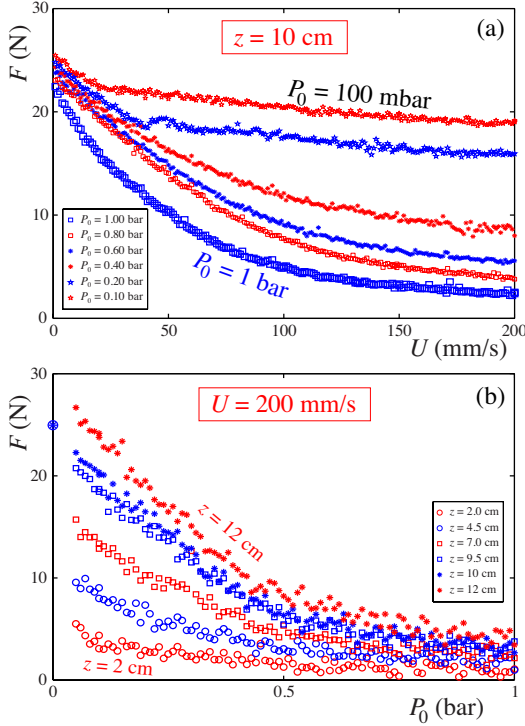 (a)
z = 10 cm
F (N)
30
20
10
0
P₀ = 100 mbar
P₀ = 1 bar
P₀ = 1.00 bar
P₀ = 0.80 bar
P₀ = 0.60 bar
P₀ = 0.40 bar
P₀ = 0.20 bar
P₀ = 0.10 bar
0 50 100 150 200
U (mm/s)
(b)
U = 200 mm/s
F (N)
30
20
10
0
z = 12 cm
z = 2 cm
z = 2.0 cm
z = 4.5 cm
z = 7.0 cm
z = 9.5 cm
z = 10 cm
z = 12 cm
0 0.5 1
P₀ (bar)